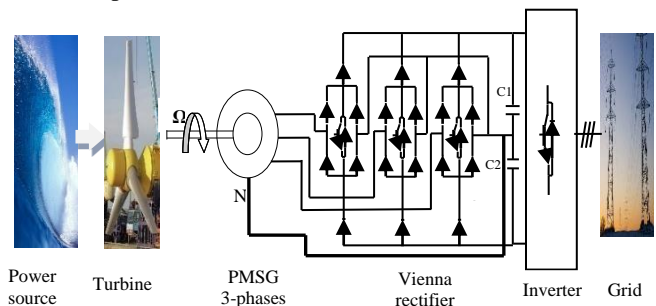 C1
Ω
C2
N
Power
source
Turbine
PMSG
3-phases
Vienna
rectifier
Inverter
Grid